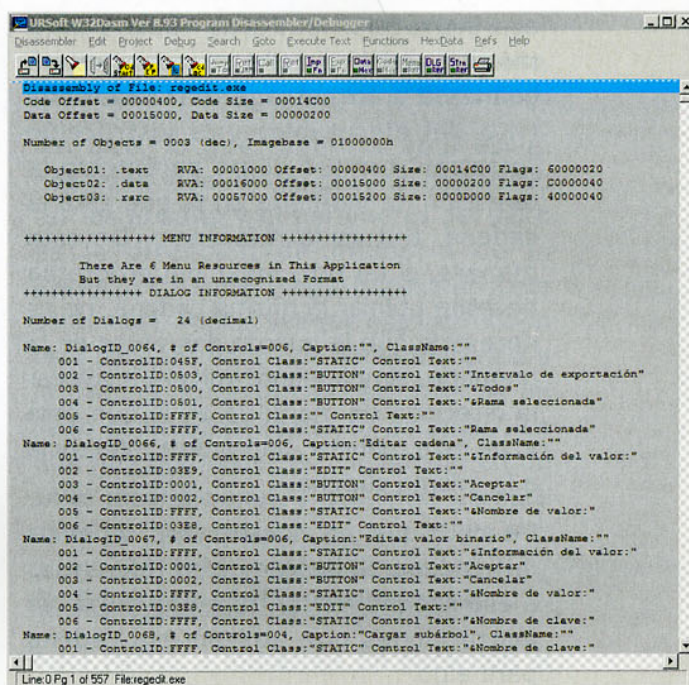 URSoft W32Dasm Ver 8.93 Program Disassembler/Debugger
Disassembler Edit Project Debug Search Goto Execute Text Functions HexData Refs Help
Disassembly of File: regedit.exe
Code Offset = 00000400, Code Size = 00014C00
Data Offset = 00015000, Data Size = 00000200
Number of Objects = 0003 (dec), Imagebase = 01000000h
Object01: .text RVA: 00001000 Offset: 00000400 Size: 00014C00 Flags: 60000020
Object02: .data RVA: 00016000 Offset: 00015000 Size: 00000200 Flags: C0000040
Object03: .rsrc RVA: 00057000 Offset: 00015200 Size: 0000D000 Flags: 40000040
++++++++++++++++++ MENU INFORMATION ++++++++++++++++++
There Are 6 Menu Resources in This Application
But they are in an unrecognized Format
+++++++++++++++++ DIALOG INFORMATION ++++++++++++++++++
Number of Dialogs = 24 (decimal)
Name: DialogID_0064, # of Controls=006, Caption:"", ClassName:""
001 - ControlID:045F, Control Class:"STATIC" Control Text:""
002 - ControlID:0503, Control Class:"BUTTON" Control Text:"Intervalo de exportación"
003 - ControlID:0500, Control Class:"BUTTON" Control Text:"&Todos"
004 - ControlID:0501, Control Class:"BUTTON" Control Text:"&Rama seleccionada"
005 - ControlID:FFFF, Control Class:"" Control Text:""
006 - ControlID:FFFF, Control Class:"STATIC" Control Text:"Rama seleccionada"
Name: DialogID_0066, # of Controls=006, Caption:"Editar cadena", ClassName:""
001 - ControlID:FFFF, Control Class:"STATIC" Control Text:"&Información del valor:"
002 - ControlID:03E9, Control Class:"EDIT" Control Text:""
003 - ControlID:0001, Control Class:"BUTTON" Control Text:"Aceptar"
004 - ControlID:0002, Control Class:"BUTTON" Control Text:"Cancelar"
005 - ControlID:FFFF, Control Class:"STATIC" Control Text:"&Nombre de valor:"
006 - ControlID:03E8, Control Class:"EDIT" Control Text:""
Name: DialogID_0067, # of Controls=006, Caption:"Editar valor binario", ClassName:""
001 - ControlID:FFFF, Control Class:"STATIC" Control Text:"&Información del valor:"
002 - ControlID:0001, Control Class:"BUTTON" Control Text:"Aceptar"
003 - ControlID:0002, Control Class:"BUTTON" Control Text:"Cancelar"
004 - ControlID:FFFF, Control Class:"STATIC" Control Text:"&Nombre de valor:"
005 - ControlID:03E8, Control Class:"EDIT" Control Text:""
006 - ControlID:FFFF, Control Class:"STATIC" Control Text:"&Nombre de clave:"
Name: DialogID_0068, # of Controls=004, Caption:"Cargar subárbol", ClassName:""
001 - ControlID:FFFF, Control Class:"STATIC" Control Text:"&Nombre de clave:"
Line:0 Pg 1 of 557 File:regedit.exe